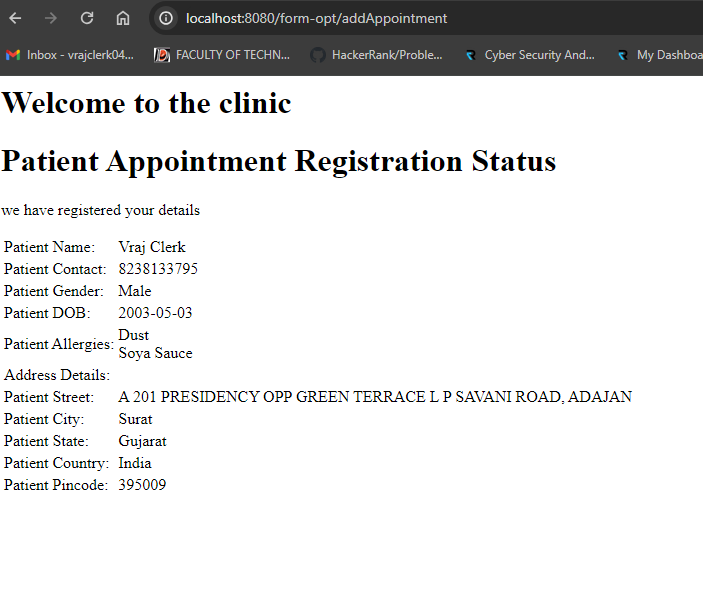 localhost:8080/form-opt/addAppointment
Inbox - vrajclerk04... FACULTY OF TECHN... HackerRank/Proble... Cyber Security And... My Dashboa
Welcome to the clinic
Patient Appointment Registration Status
we have registered your details
Patient Name: Vraj Clerk
Patient Contact: 8238133795
Patient Gender: Male
Patient DOB: 2003-05-03
Patient Allergies: Dust
Soya Sauce
Address Details:
Patient Street: A 201 PRESIDENCY OPP GREEN TERRACE L P SAVANI ROAD, ADAJAN
Patient City: Surat
Patient State: Gujarat
Patient Country: India
Patient Pincode: 395009